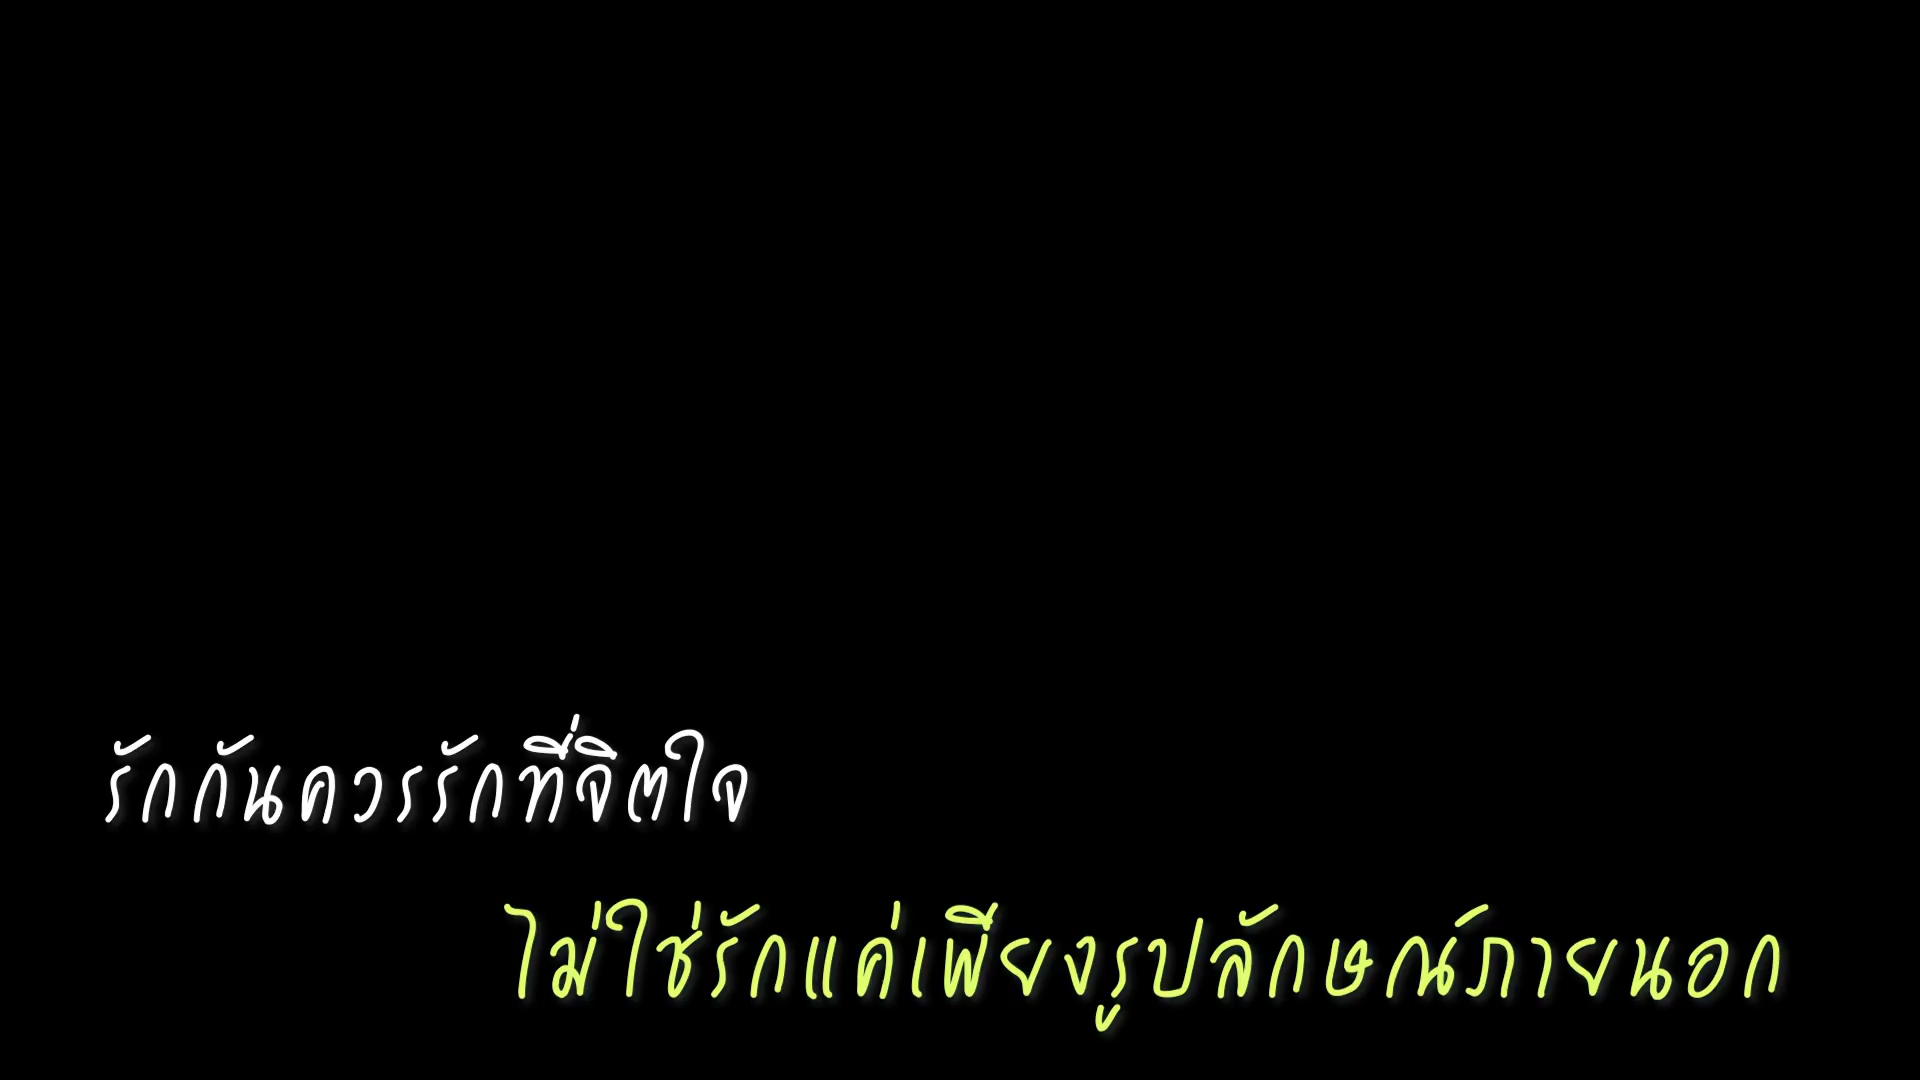 รักกันควรรักที่จิตใจ
ไม่ใช่รักแค่เพียงรูปลักษณ์ภายนอก